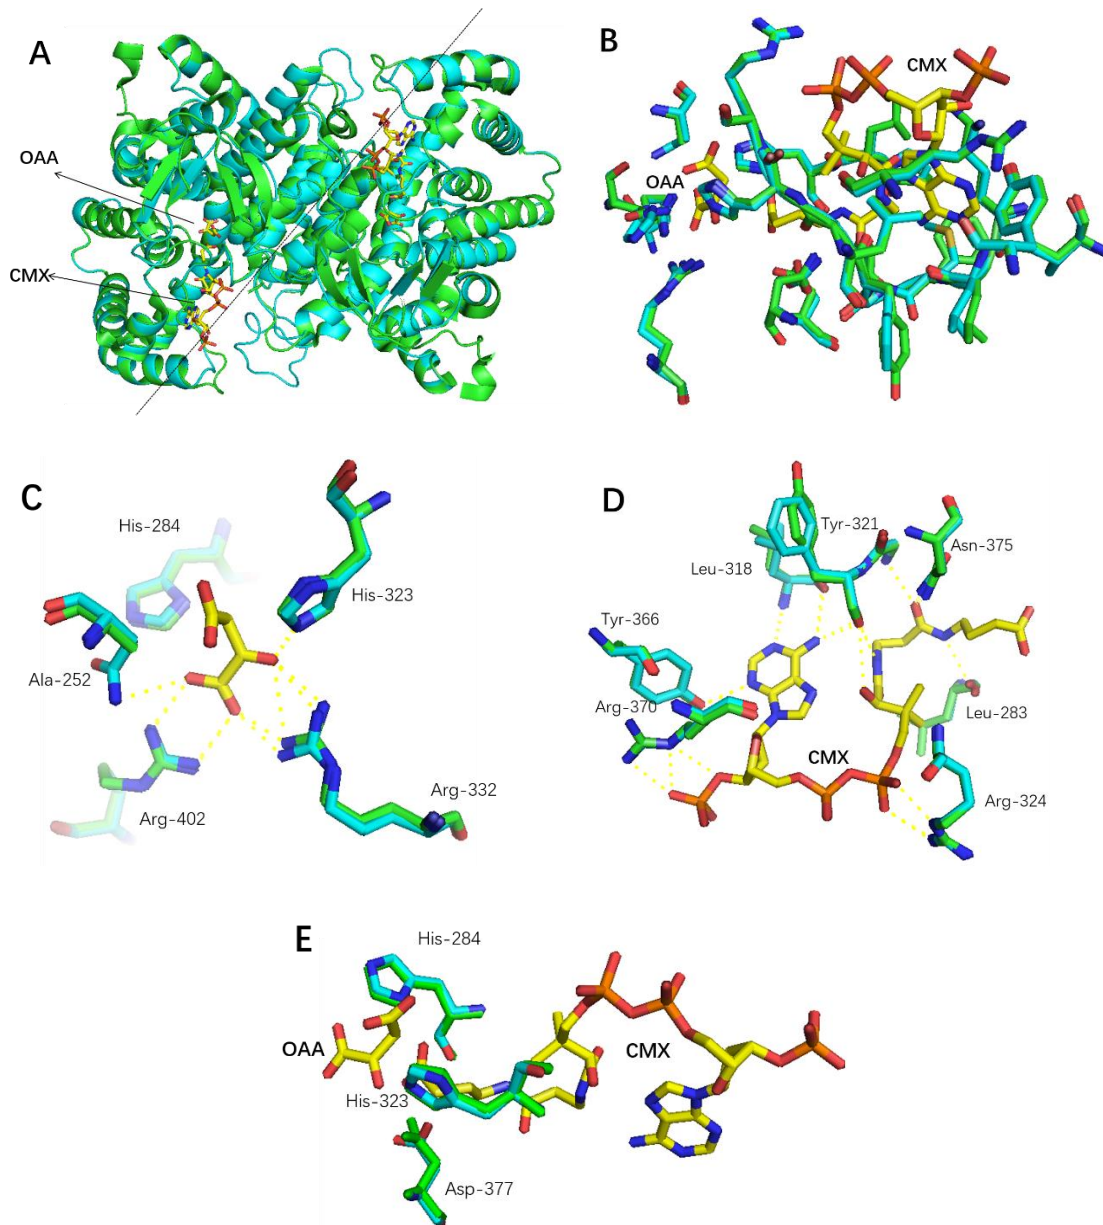 A
OAA
CMX
B
CMX
OAA
C
His-284
His-323
Ala-252
Arg-402
Arg-332
D
Tyr-321
Asn-375
Leu-318
Tyr-366
Arg-370
Leu-283
CMX
Arg-324
E
His-284
OAA
CMX
His-323
Asp-377